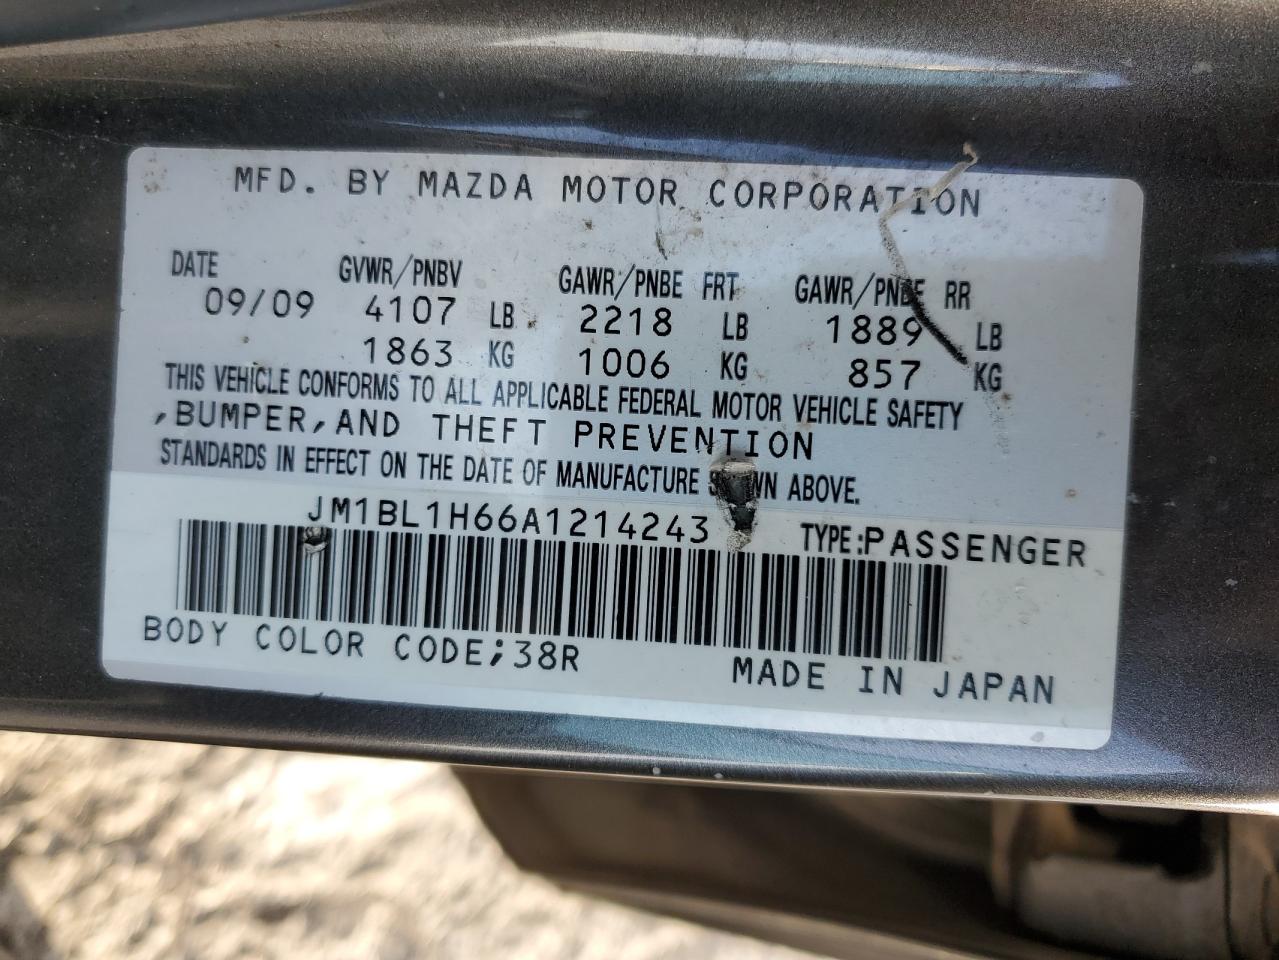 MFD. BY MAZDA MOTOR CORPORATION
DATE GVWR/PNBV GAWR/PNBE FRT GAWR/PNBE RR
09/09 4107 LB 2218 LB 1889 LB
1863 KG 1006 KG 857 KG
THIS VEHICLE CONFORMS TO ALL APPLICABLE FEDERAL MOTOR VEHICLE SAFETY
,BUMPER,AND THEFT PREVENTION
STANDARDS IN EFFECT ON THE DATE OF MANUFACTURE SHOWN ABOVE.
JM1BL1H66A1214243 TYPE:PASSENGER
BODY COLOR CODE;38R MADE IN JAPAN